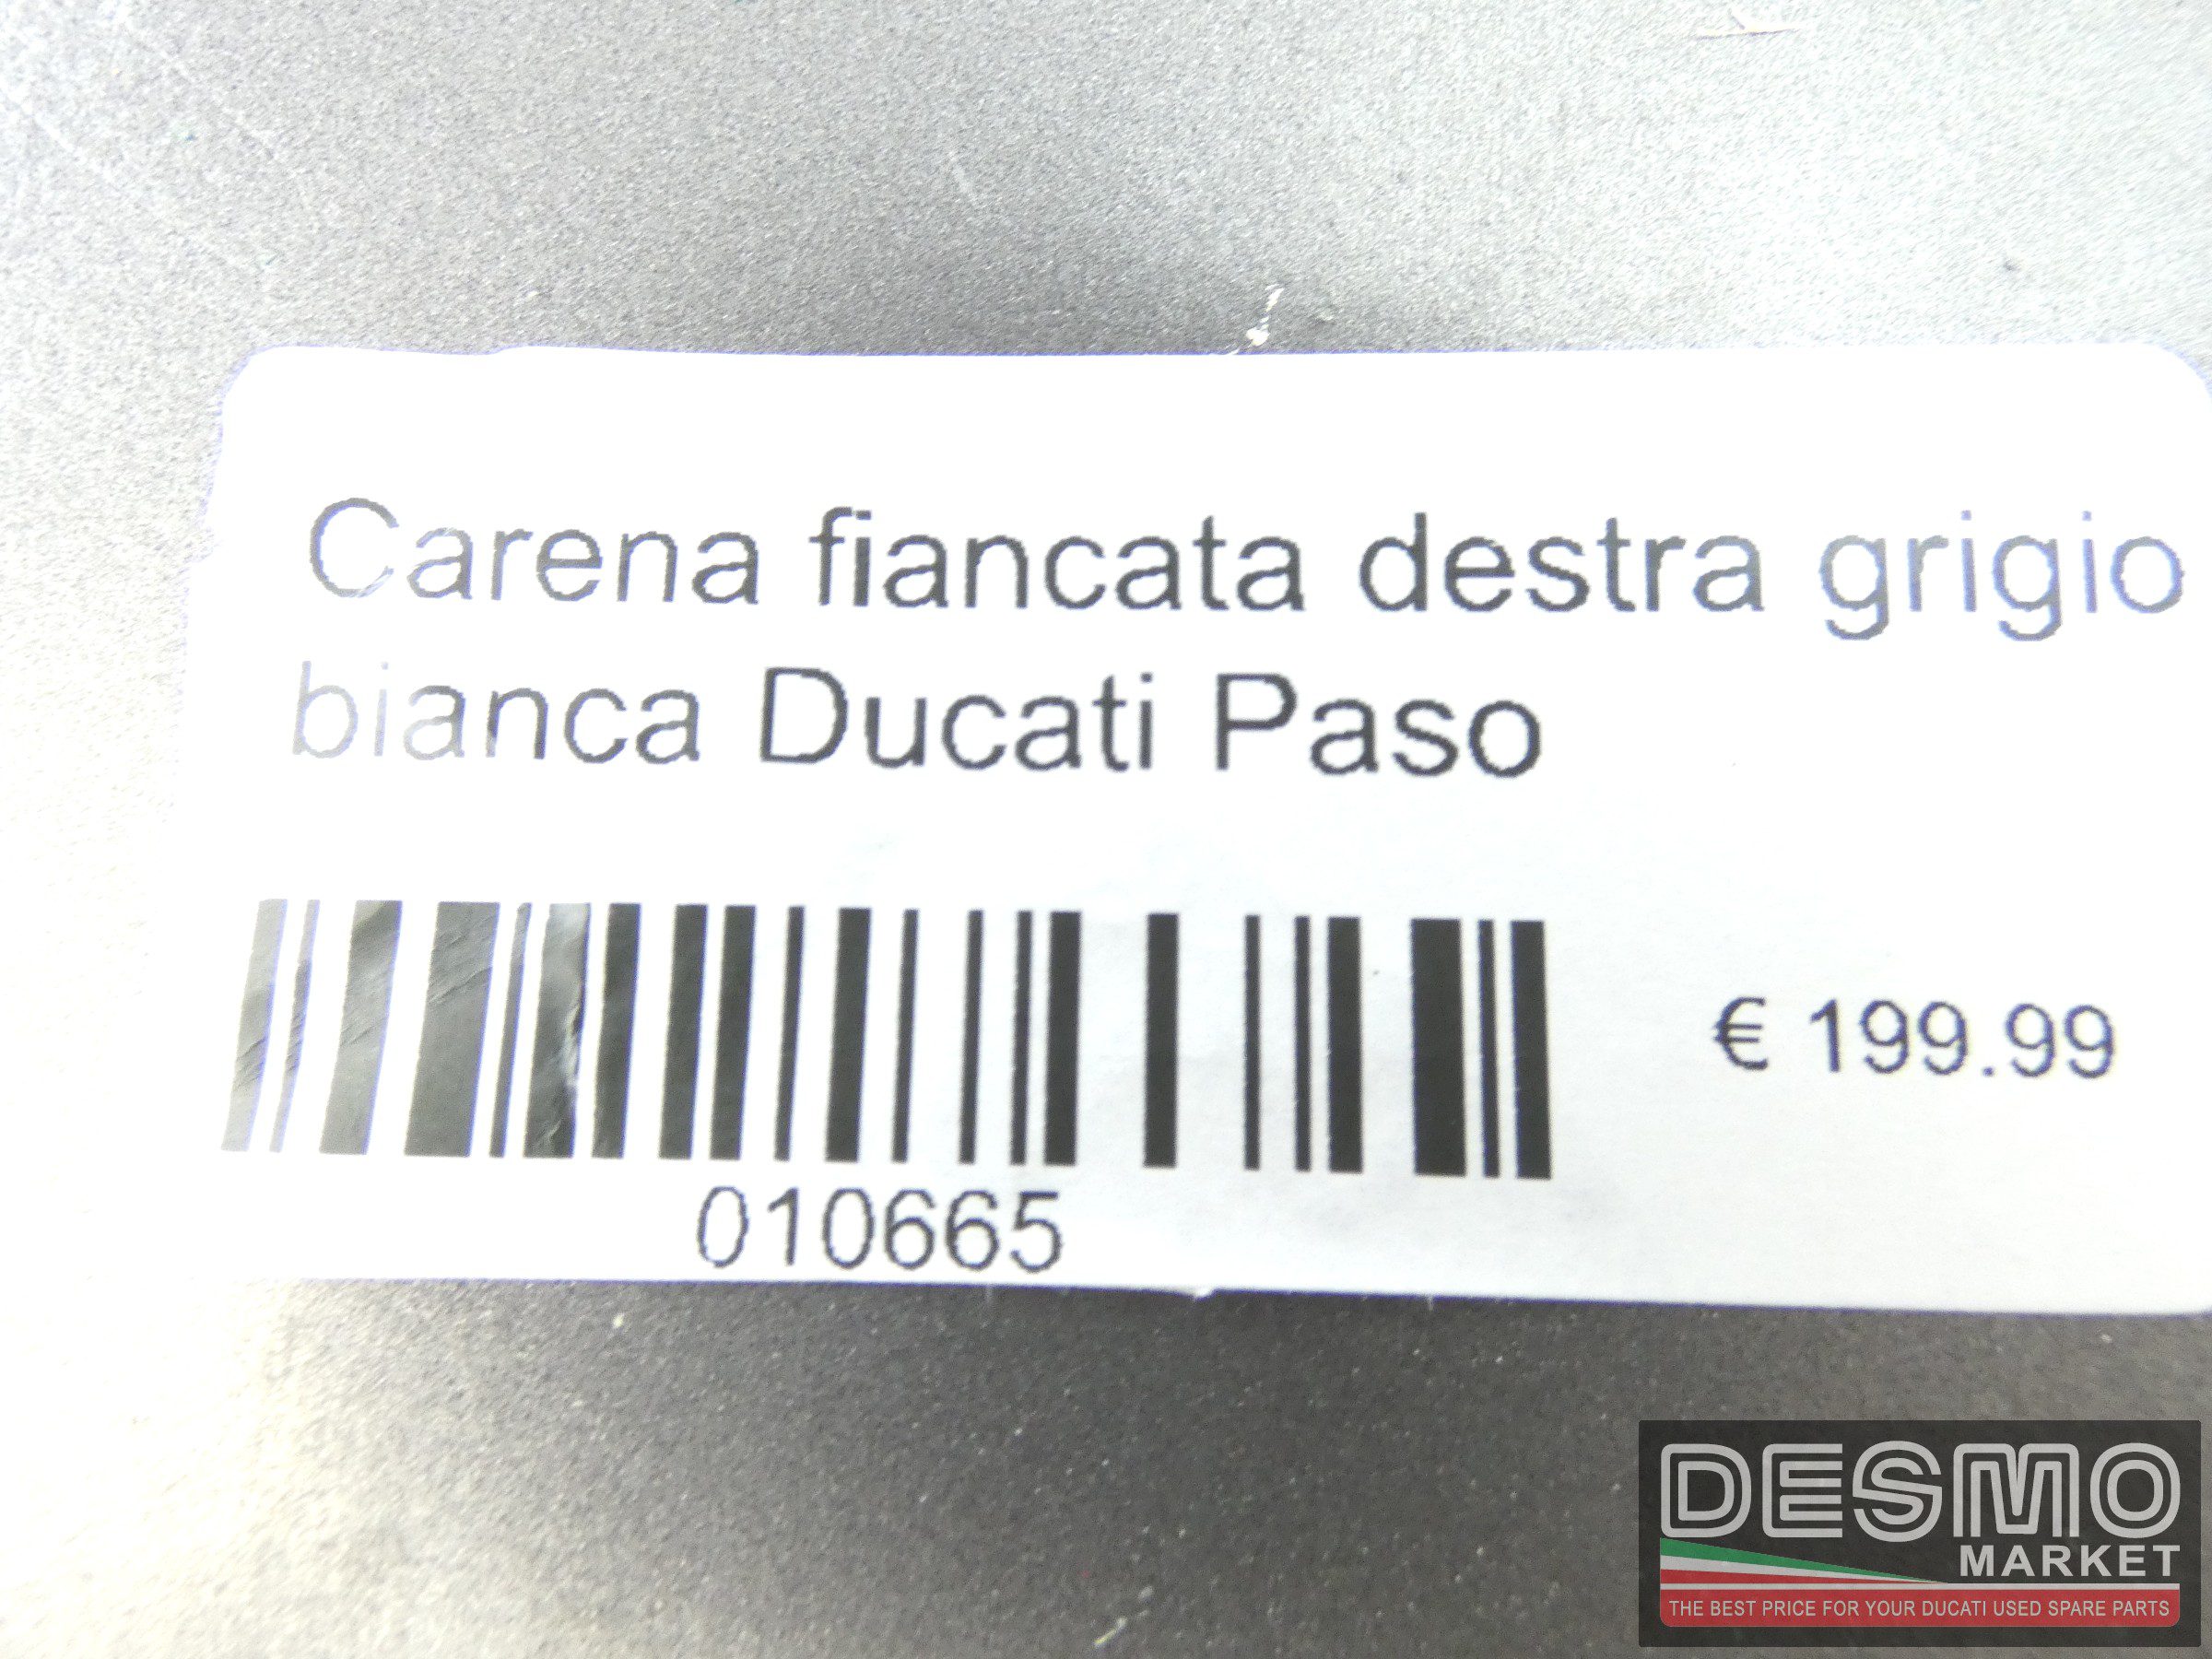 Carena fiancata destra grigio
bianca Ducati Paso
€ 199.99
010665
DESMO
MARKET
THE BEST PRICE FOR YOUR DUCATI USED SPARE PARTS